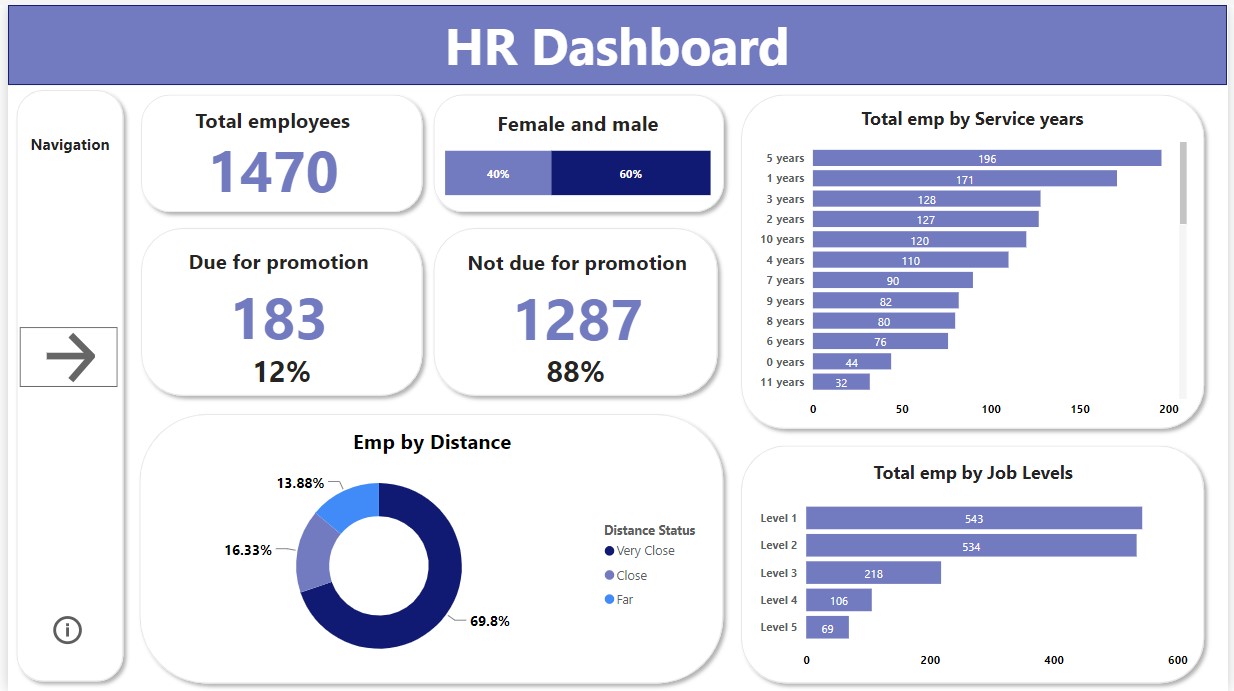 HR Dashboard
Navigation
Total employees
1470
Female and male
40% 60%
Due for promotion
183
12%
Not due for promotion
1287
88%
Emp by Distance
13.88%
16.33%
69.8%
Distance Status
Very Close
Close
Far
Total emp by Service years
5 years 196
1 years 171
3 years 128
2 years 127
10 years 120
4 years 110
7 years 90
9 years 82
8 years 80
6 years 76
0 years 44
11 years 32
0 50 100 150 200
Total emp by Job Levels
Level 1 543
Level 2 534
Level 3 218
Level 4 106
Level 5 69
0 200 400 600